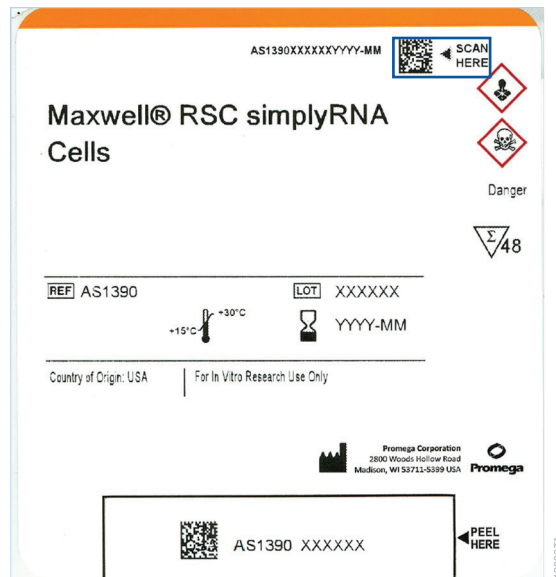 AS1390XXXXXXYYYY-MM
SCAN
HERE
Maxwell® RSC simplyRNA
Cells
Danger
Σ
48
REF AS1390
LOT XXXXXX
+30°C
+15°C
YYYY-MM
Country of Origin: USA
For In Vitro Research Use Only
Promega Corporation
2800 Woods Hollow Road
Madison, WI 53711-5399 USA
Promega
AS1390 XXXXXX
PEEL
HERE